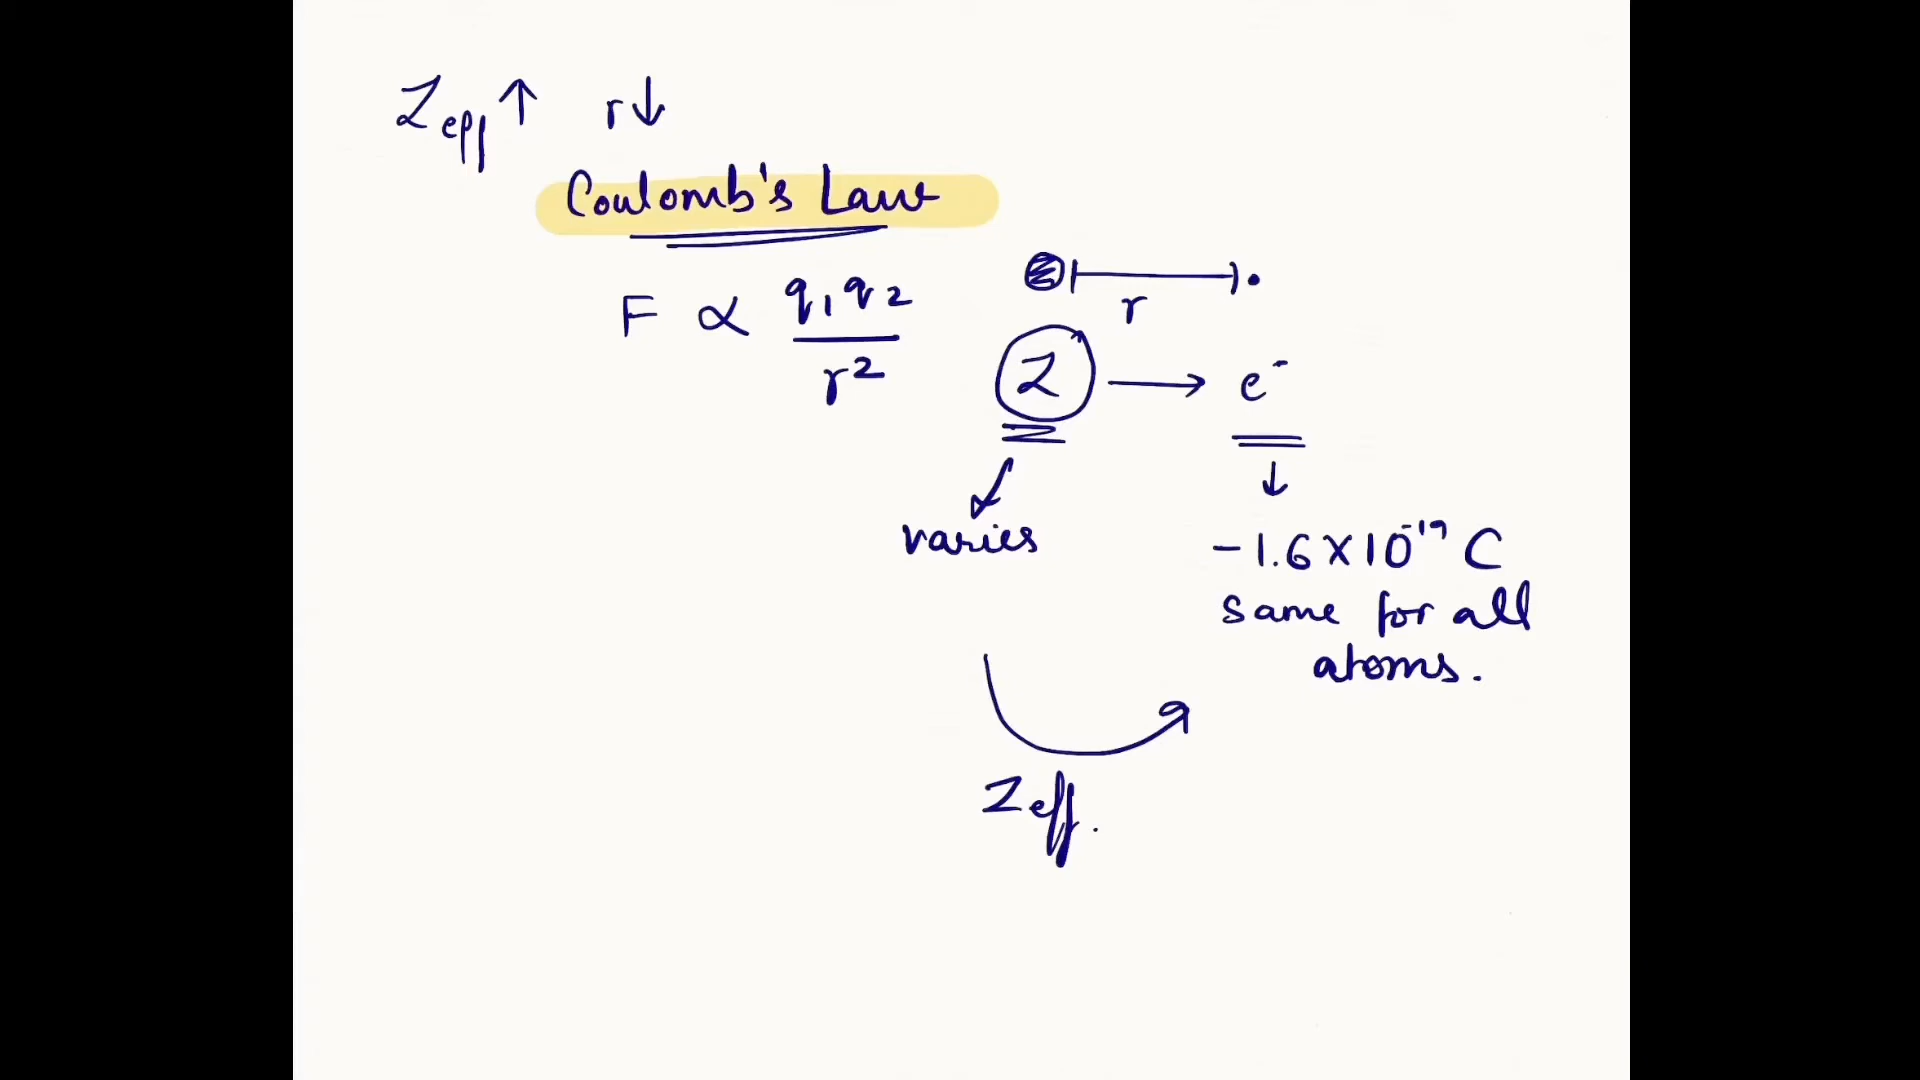 Zeff ↑ r ↓
Coulomb's Law
F ∝ q₁q₂ / r²
r
Z → e⁻
varies
-1.6 × 10⁻¹⁹ C
same for all
atoms.
Zeff.